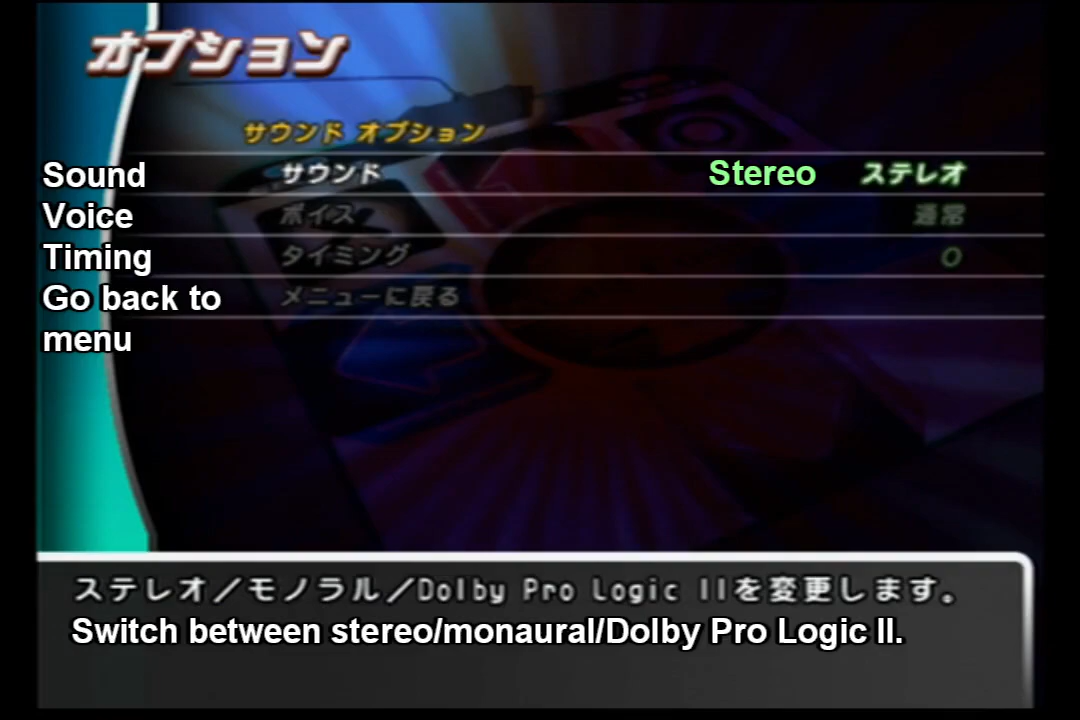 オプション
サウンド オプション
Sound サウンド Stereo ステレオ
Voice ボイス 通常
Timing タイミング 0
Go back to menu メニューに戻る
ステレオ／モノラル／Dolby Pro Logic IIを変更します。
Switch between stereo/monaural/Dolby Pro Logic II.